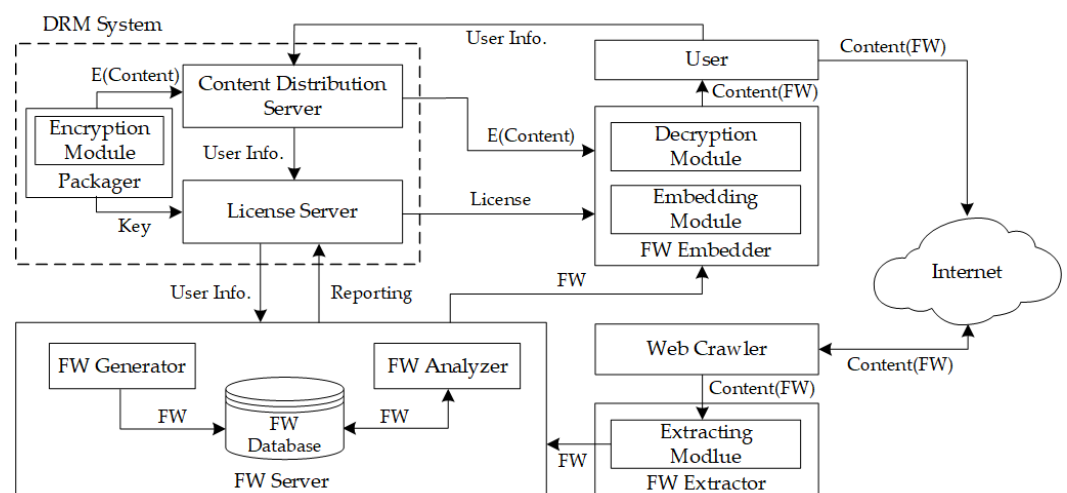 DRM System
User Info.
Content(FW)
User
E(Content)
Content Distribution
Server
Content(FW)
Encryption
Module
Packager
User Info.
E(Content)
Decryption
Module
License Server
Key
License
Embedding
Module
FW Embedder
Internet
User Info.
Reporting
FW
FW Generator
FW Analyzer
Web Crawler
Content(FW)
Content(FW)
FW
FW
Database
FW
FW Server
FW
Extracting
Modlue
FW Extractor